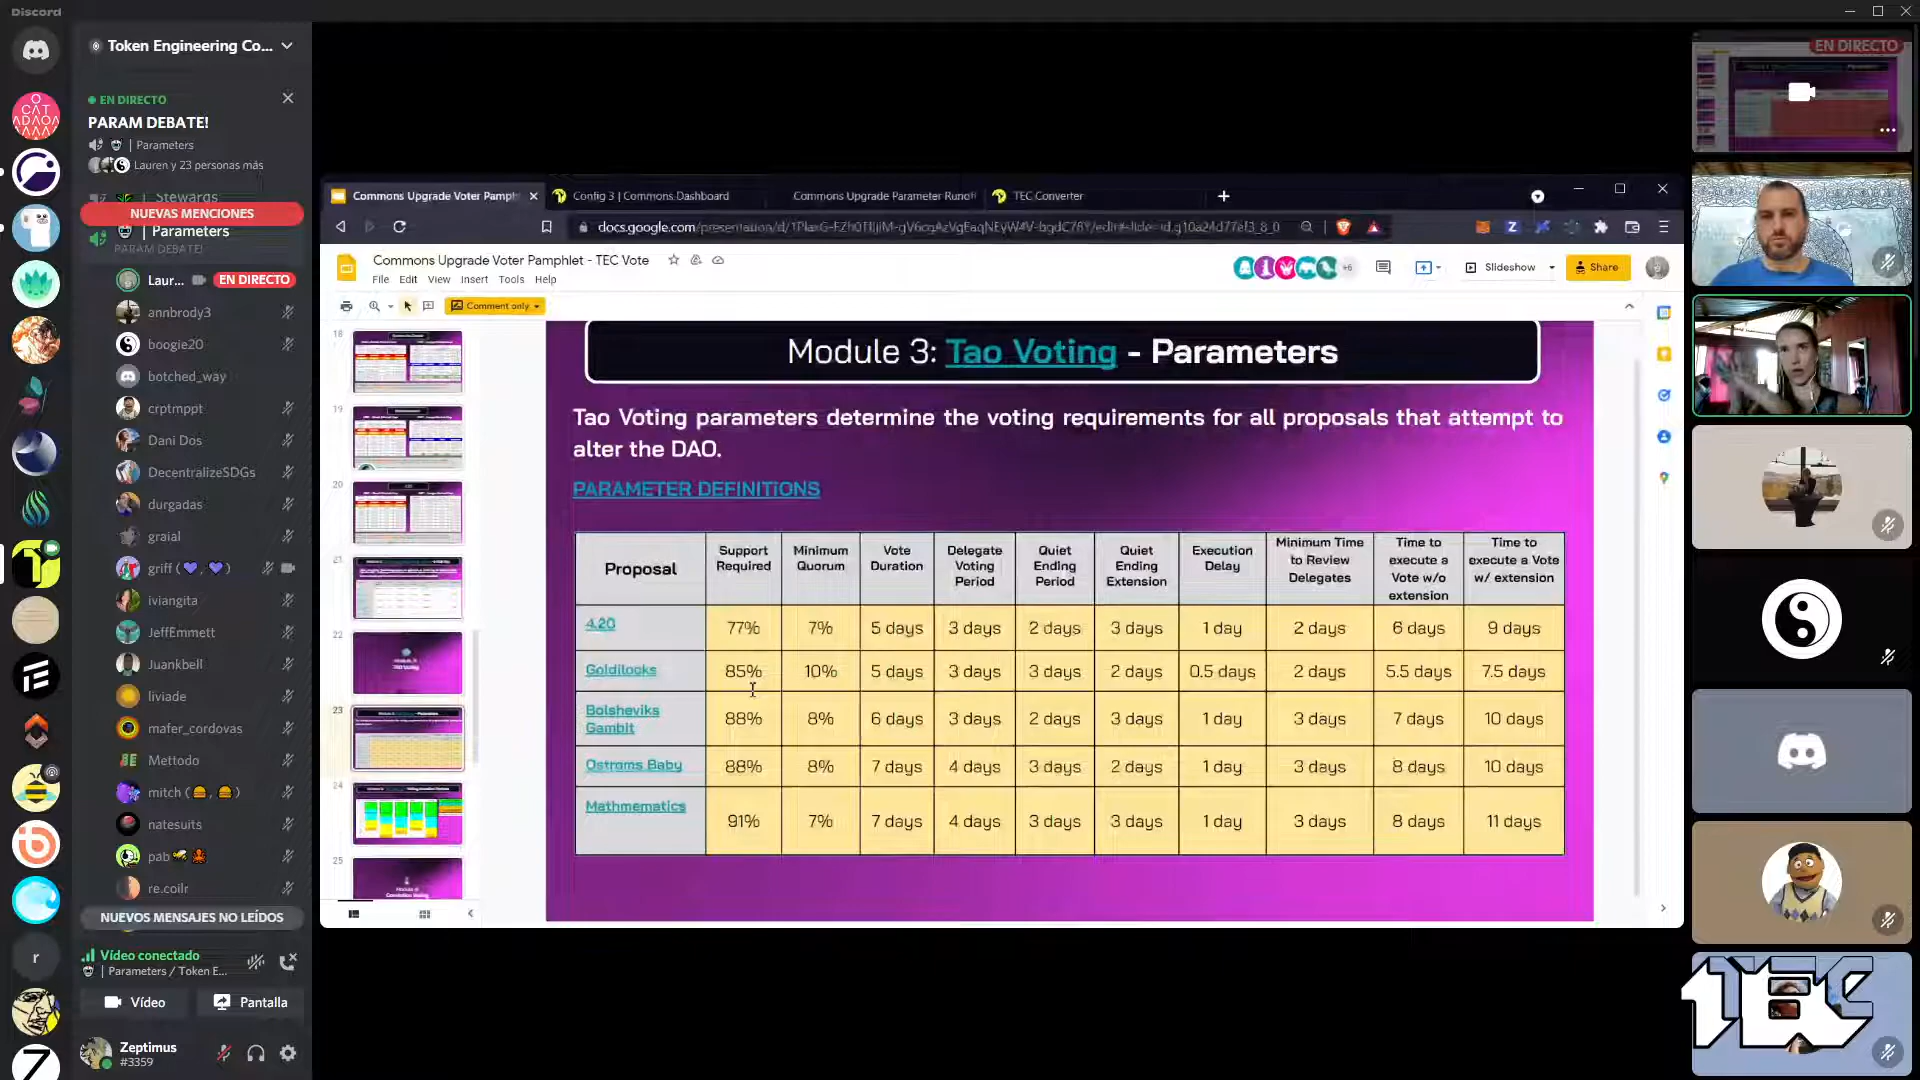 Discord
Token Engineering Co...
EN DIRECTO
PARAM DEBATE!
| Parameters
Lauren y 23 personas más
| Stewards
NUEVAS MENCIONES
| Parameters
PARAM DEBATE!
Laur...
EN DIRECTO
annbrody3
boogie20
botched_way
crptmppt
Dani Dos
DecentralizeSDGs
durgadas
graial
griff (💜,💜)
iviangita
JeffEmmett
Juankbell
liviade
mafer_cordovas
Mettodo
mitch (🍔,🍔)
natesuits
pab 🐝 🐙
re.coilr
NUEVOS MENSAJES NO LEÍDOS
r
Vídeo conectado
| Parameters / Token E...
Vídeo
Pantalla
Zeptimus
#3359
CAT
ADAO
AAAA
Commons Upgrade Voter Pamph
Config 3 | Commons Dashboard
Commons Upgrade Parameter Runo
TEC Converter
docs.google.com
Commons Upgrade Voter Pamphlet - TEC Vote
File Edit View Insert Tools Help
+6
Slideshow
Share
Comment only
18
19
20
21
22
23
24
25
Module 3: Tao Voting - Parameters
Tao Voting parameters determine the voting requirements for all proposals that attempt to
alter the DAO.
PARAMETER DEFINITIONS
Proposal | Support Required | Minimum Quorum | Vote Duration | Delegate Voting Period | Quiet Ending Period | Quiet Ending Extension | Execution Delay | Minimum Time to Review Delegates | Time to execute a Vote w/o extension | Time to execute a Vote w/ extension
4.20 | 77% | 7% | 5 days | 3 days | 2 days | 3 days | 1 day | 2 days | 6 days | 9 days
Goldilocks | 85% | 10% | 5 days | 3 days | 3 days | 2 days | 0.5 days | 2 days | 5.5 days | 7.5 days
Bolsheviks Gambit | 88% | 8% | 6 days | 3 days | 2 days | 3 days | 1 day | 3 days | 7 days | 10 days
Ostroms Baby | 88% | 8% | 7 days | 4 days | 3 days | 2 days | 1 day | 3 days | 8 days | 10 days
Mathmematics | 91% | 7% | 7 days | 4 days | 3 days | 3 days | 1 day | 3 days | 8 days | 11 days
EN DIRECTO
TEC